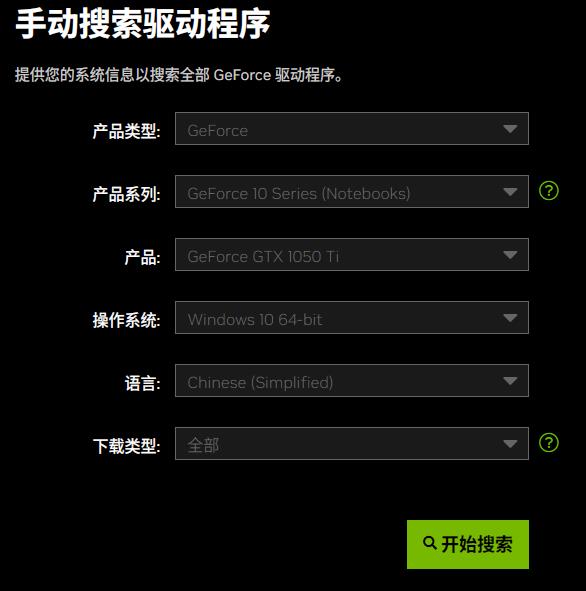 手动搜索驱动程序
提供您的系统信息以搜索全部 GeForce 驱动程序。
产品类型: GeForce
产品系列: GeForce 10 Series (Notebooks) ?
产品: GeForce GTX 1050 Ti
操作系统: Windows 10 64-bit
语言: Chinese (Simplified)
下载类型: 全部 ?
开始搜索